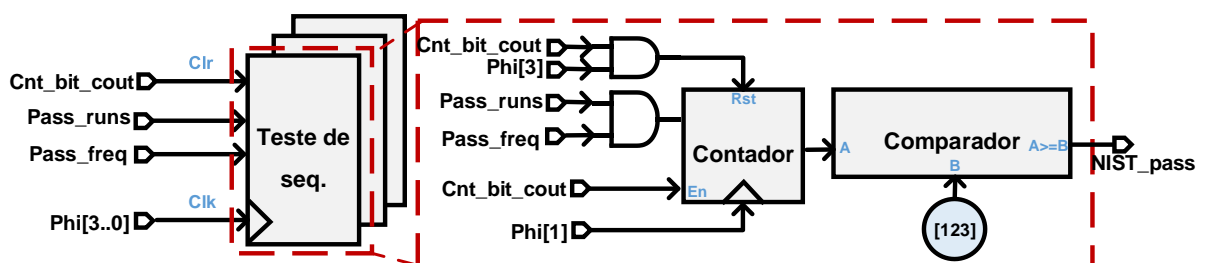 Cnt_bit_cout
Clr
Pass_runs
Pass_freq
Clk
Phi[3..0]
Teste de
seq.
Cnt_bit_cout
Phi[3]
Pass_runs
Pass_freq
Cnt_bit_cout
Phi[1]
Rst
Contador
En
A
Comparador
A>=B
B
[123]
NIST_pass